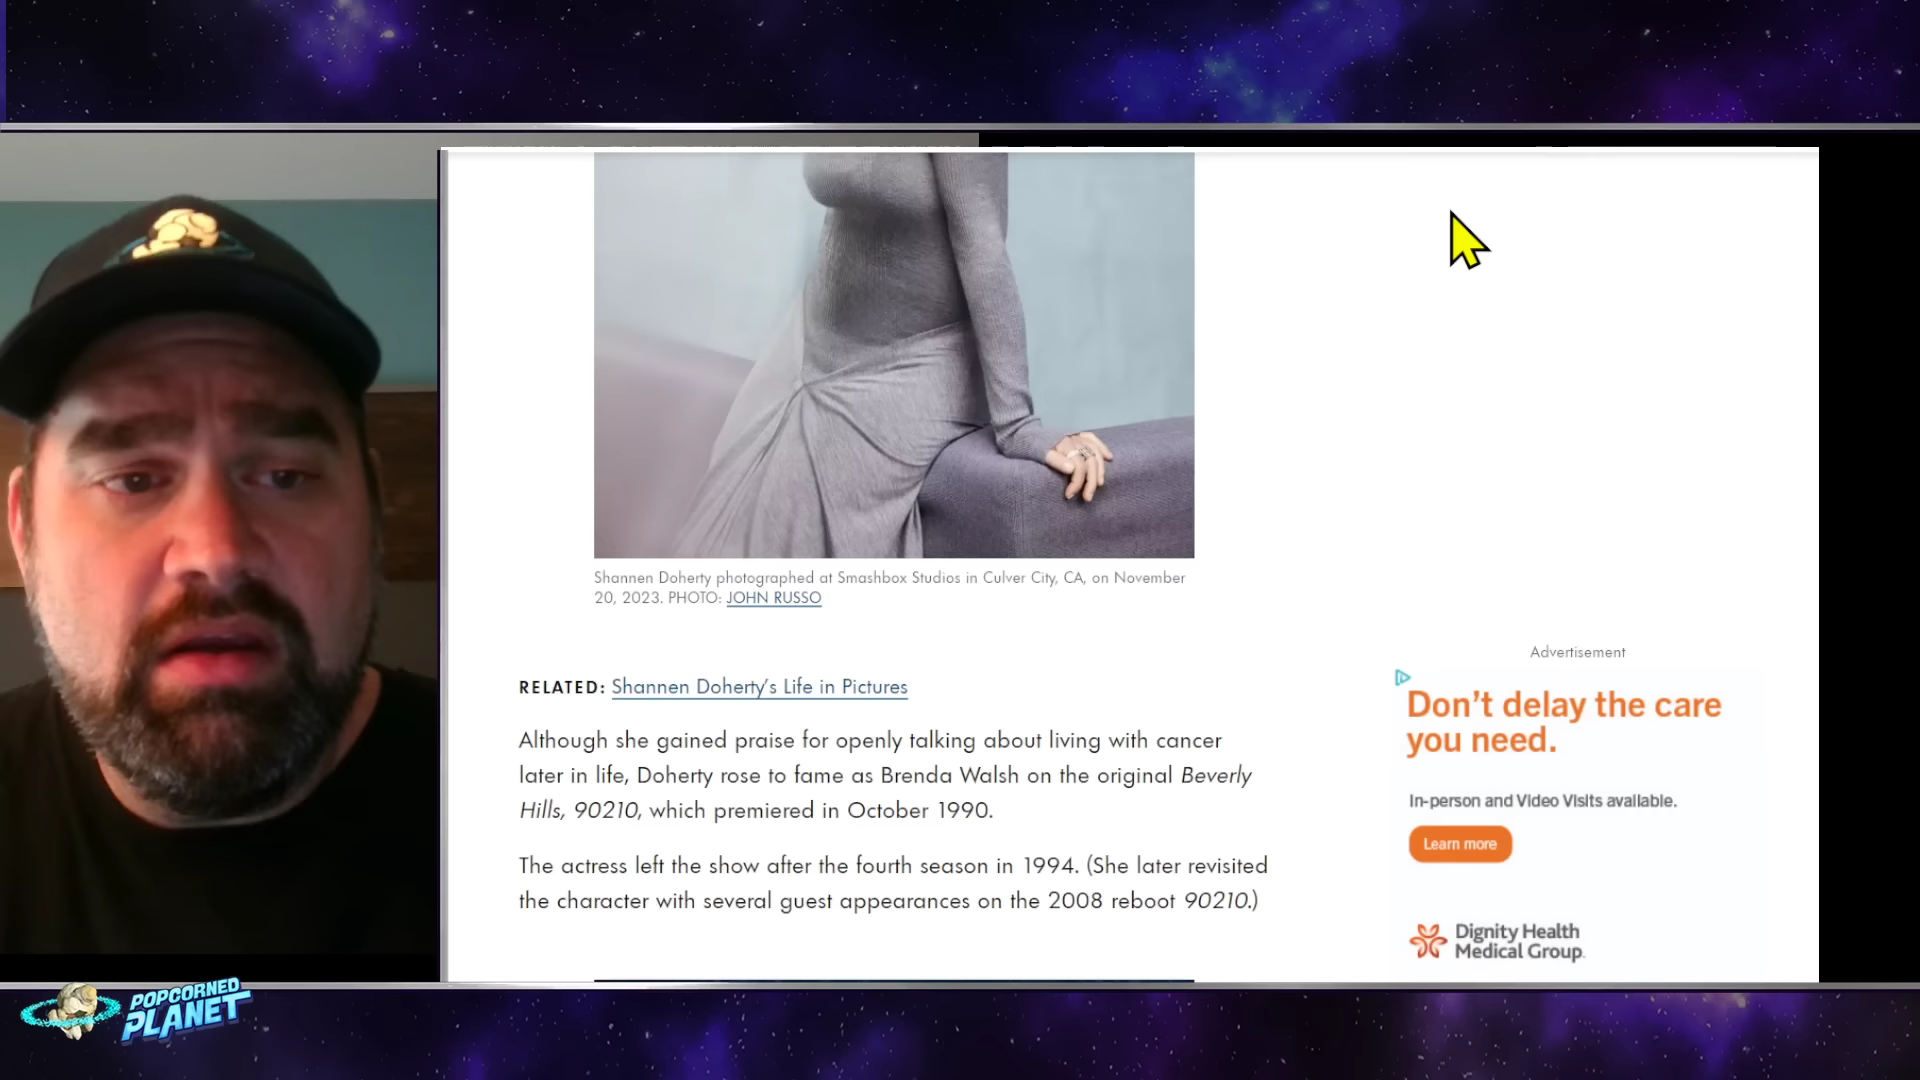 Shannen Doherty photographed at Smashbox Studios in Culver City, CA, on November
20, 2023. PHOTO: JOHN RUSSO
RELATED: Shannen Doherty's Life in Pictures
Although she gained praise for openly talking about living with cancer
later in life, Doherty rose to fame as Brenda Walsh on the original Beverly
Hills, 90210, which premiered in October 1990.
The actress left the show after the fourth season in 1994. (She later revisited
the character with several guest appearances on the 2008 reboot 90210.)
Advertisement
Don't delay the care
you need.
In-person and Video Visits available.
Learn more
Dignity Health
Medical Group.
POPCORNED
PLANET